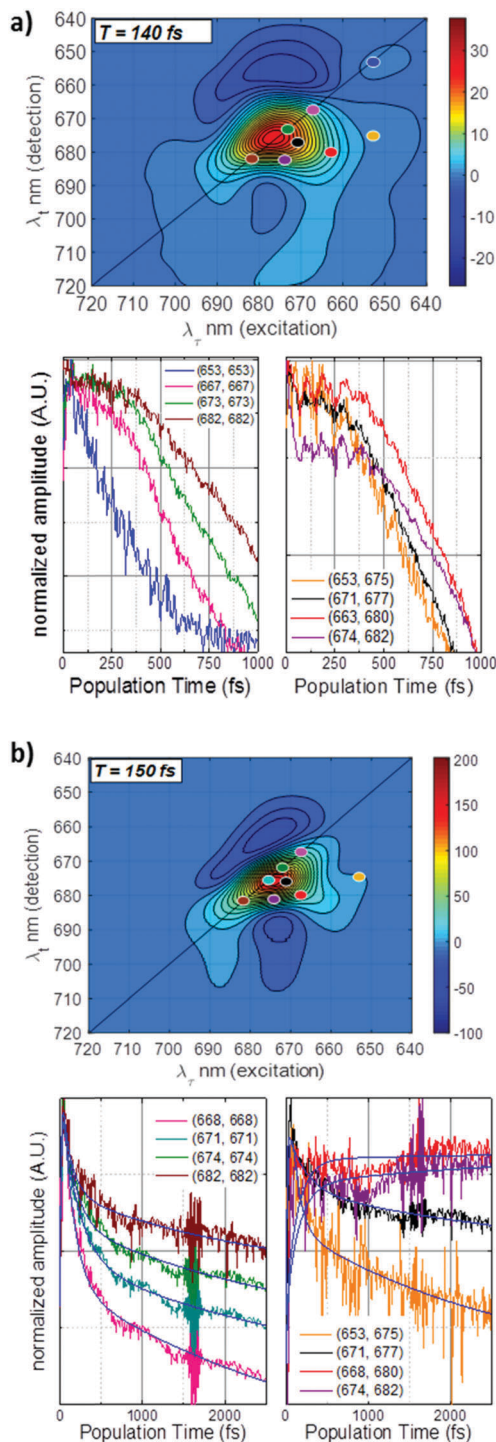 a)
T = 140 fs
640
650
660
670
680
690
700
710
720
λt nm (detection)
720 710 700 690 680 670 660 650 640
λτ nm (excitation)
30
20
10
0
-10
-20
normalized amplitude (A.U.)
(653, 653)
(667, 667)
(673, 673)
(682, 682)
0 250 500 750 1000
Population Time (fs)
(653, 675)
(671, 677)
(663, 680)
(674, 682)
0 250 500 750 1000
Population Time (fs)
b)
T = 150 fs
640
650
660
670
680
690
700
710
720
λt nm (detection)
720 710 700 690 680 670 660 650 640
λτ nm (excitation)
200
150
100
50
0
-50
-100
normalized amplitude (A.U.)
(668, 668)
(671, 671)
(674, 674)
(682, 682)
0 1000 2000
Population Time (fs)
(653, 675)
(671, 677)
(668, 680)
(674, 682)
0 500 1000 1500 2000
Population Time (fs)